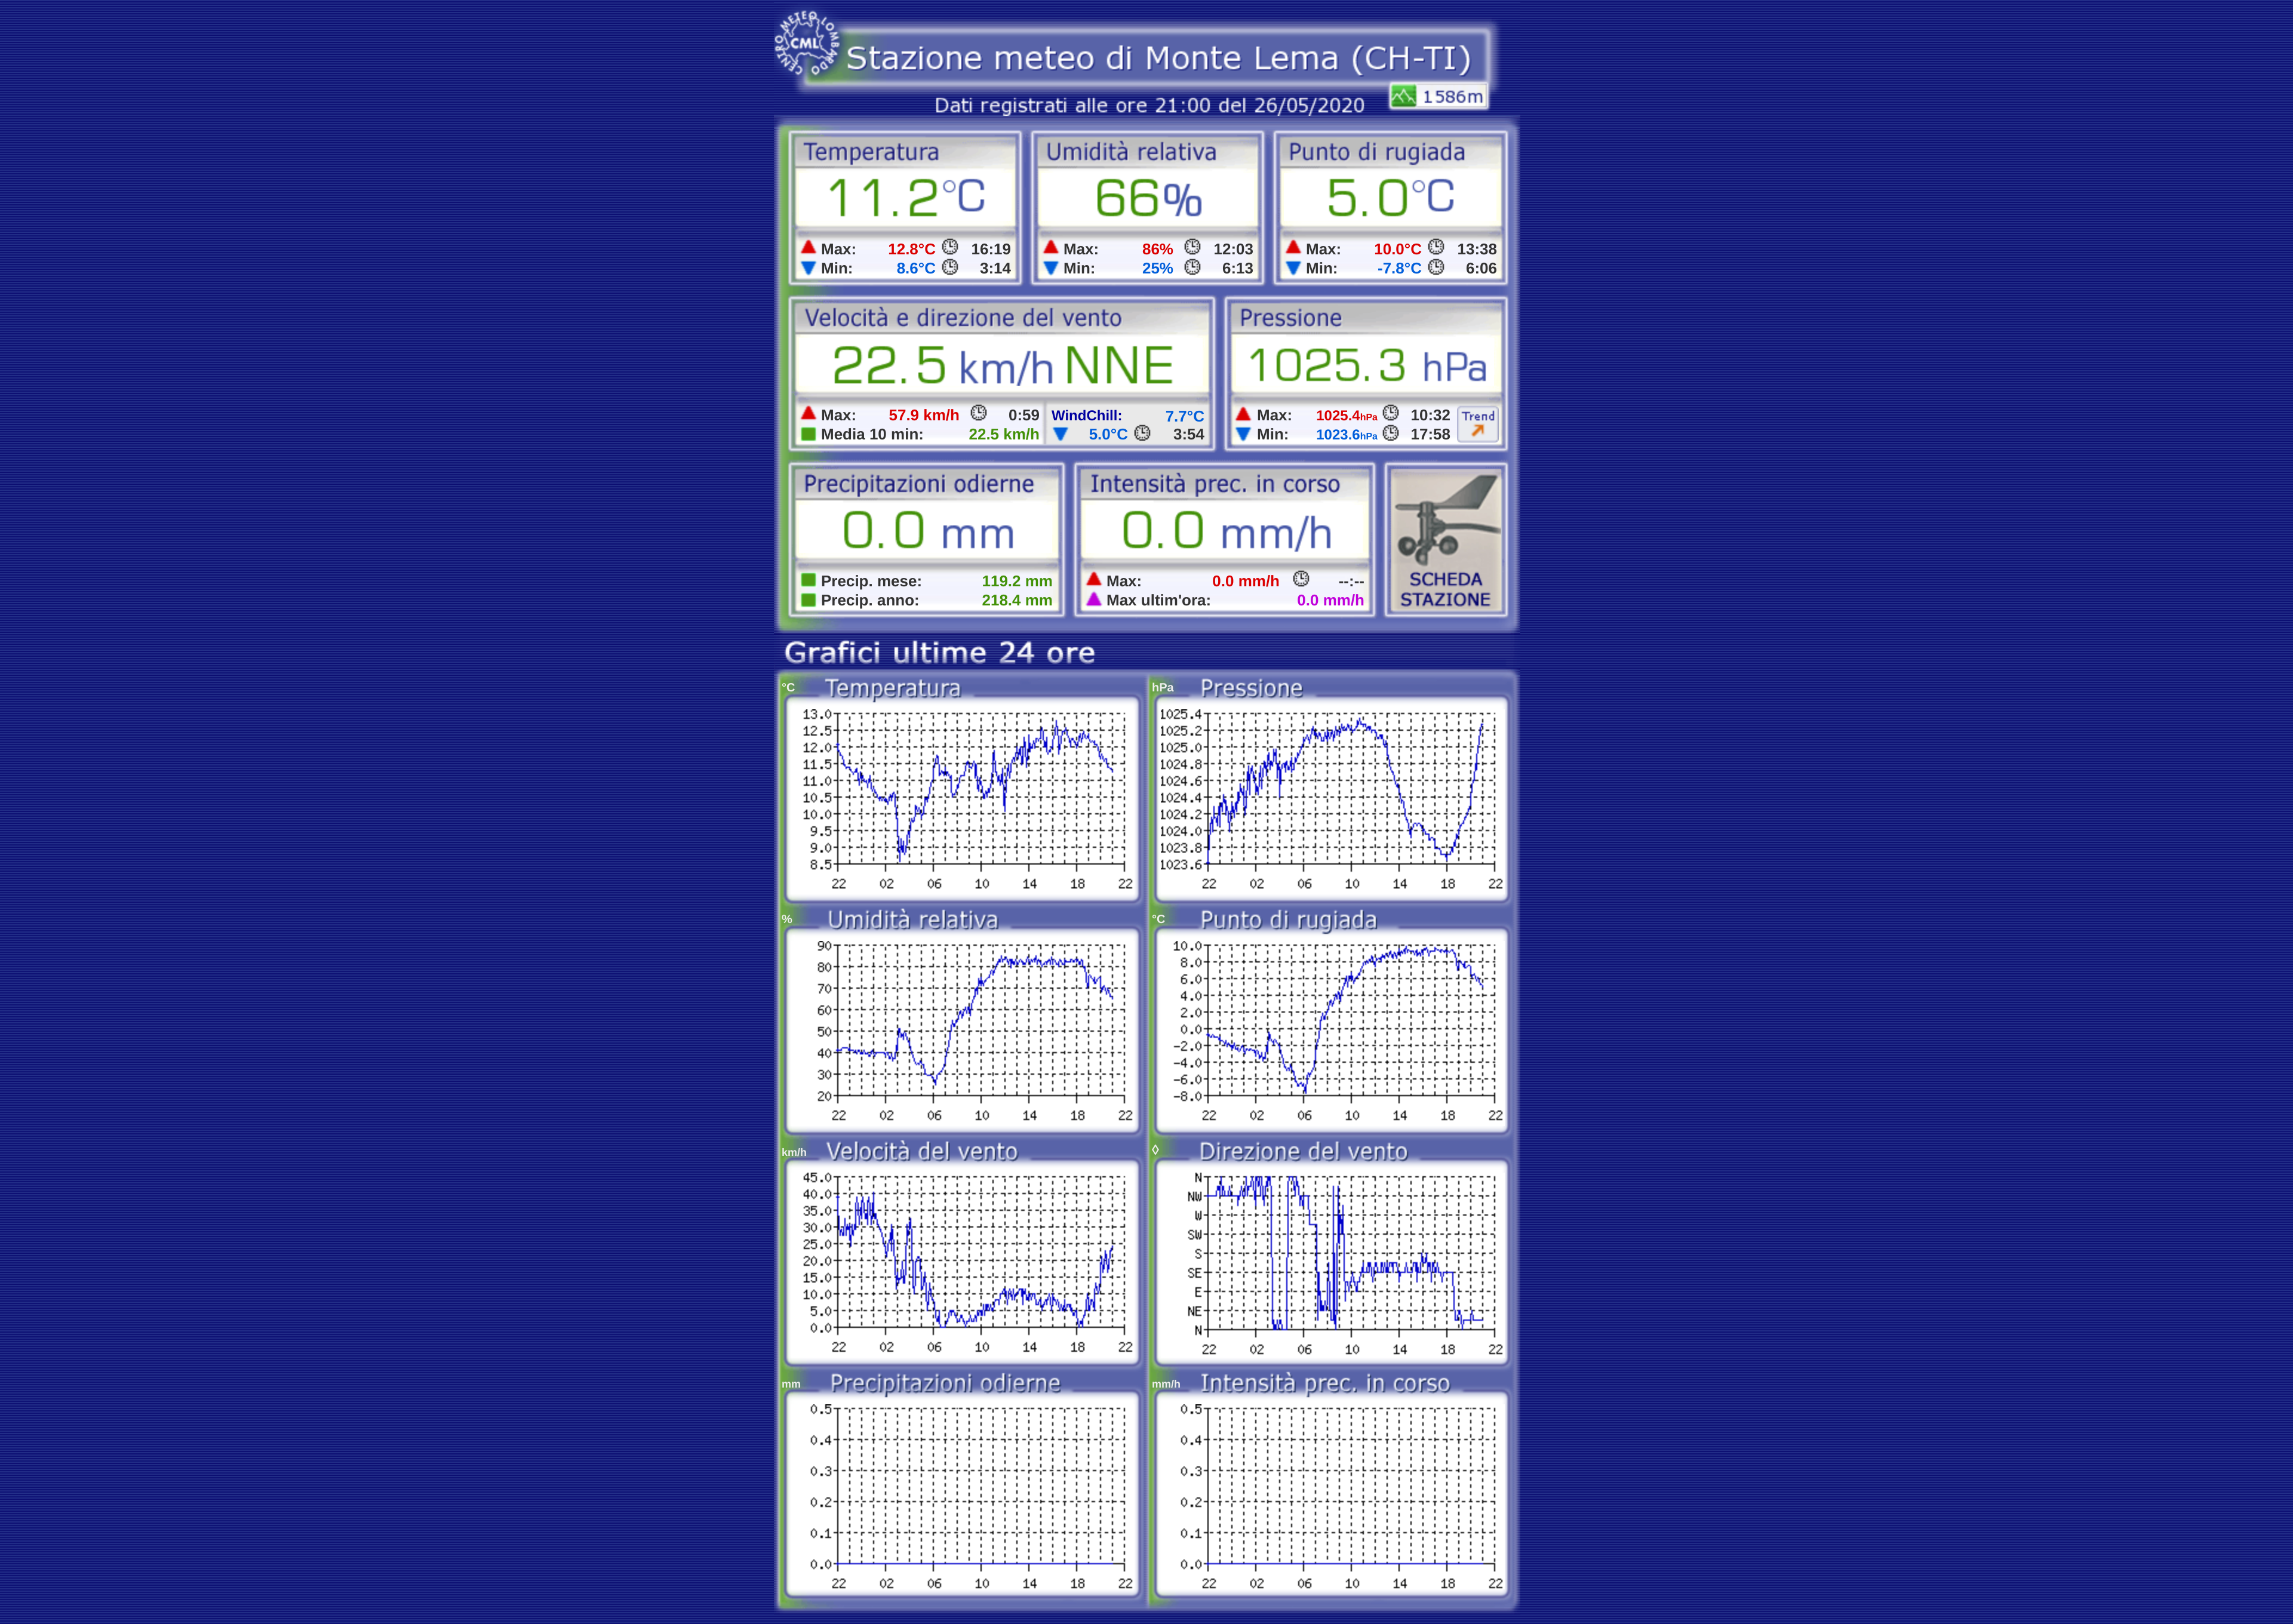 CENTRO METEO LOMBARDO
CML
Stazione meteo di Monte Lema (CH-TI)
1586m
Dati registrati alle ore 21:00 del 26/05/2020
Temperatura
11.2°C
Max: 12.8°C 16:19
Min: 8.6°C 3:14
Umidità relativa
66%
Max: 86% 12:03
Min: 25% 6:13
Punto di rugiada
5.0°C
Max: 10.0°C 13:38
Min: -7.8°C 6:06
Velocità e direzione del vento
22.5 km/h NNE
Max: 57.9 km/h 0:59
Media 10 min: 22.5 km/h
WindChill: 7.7°C
5.0°C 3:54
Pressione
1025.3 hPa
Max: 1025.4hPa 10:32
Min: 1023.6hPa 17:58
Trend
Precipitazioni odierne
0.0 mm
Precip. mese: 119.2 mm
Precip. anno: 218.4 mm
Intensità prec. in corso
0.0 mm/h
Max: 0.0 mm/h --:--
Max ultim'ora: 0.0 mm/h
SCHEDA
STAZIONE
Grafici ultime 24 ore
°C Temperatura
13.0
12.5
12.0
11.5
11.0
10.5
10.0
9.5
9.0
8.5
22 02 06 10 14 18 22
hPa Pressione
1025.4
1025.2
1025.0
1024.8
1024.6
1024.4
1024.2
1024.0
1023.8
1023.6
22 02 06 10 14 18 22
% Umidità relativa
90
80
70
60
50
40
30
20
22 02 06 10 14 18 22
°C Punto di rugiada
10.0
8.0
6.0
4.0
2.0
0.0
-2.0
-4.0
-6.0
-8.0
22 02 06 10 14 18 22
km/h Velocità del vento
45.0
40.0
35.0
30.0
25.0
20.0
15.0
10.0
5.0
0.0
22 02 06 10 14 18 22
◊ Direzione del vento
N
NW
W
SW
S
SE
E
NE
N
22 02 06 10 14 18 22
mm Precipitazioni odierne
0.5
0.4
0.3
0.2
0.1
0.0
22 02 06 10 14 18 22
mm/h Intensità prec. in corso
0.5
0.4
0.3
0.2
0.1
0.0
22 02 06 10 14 18 22